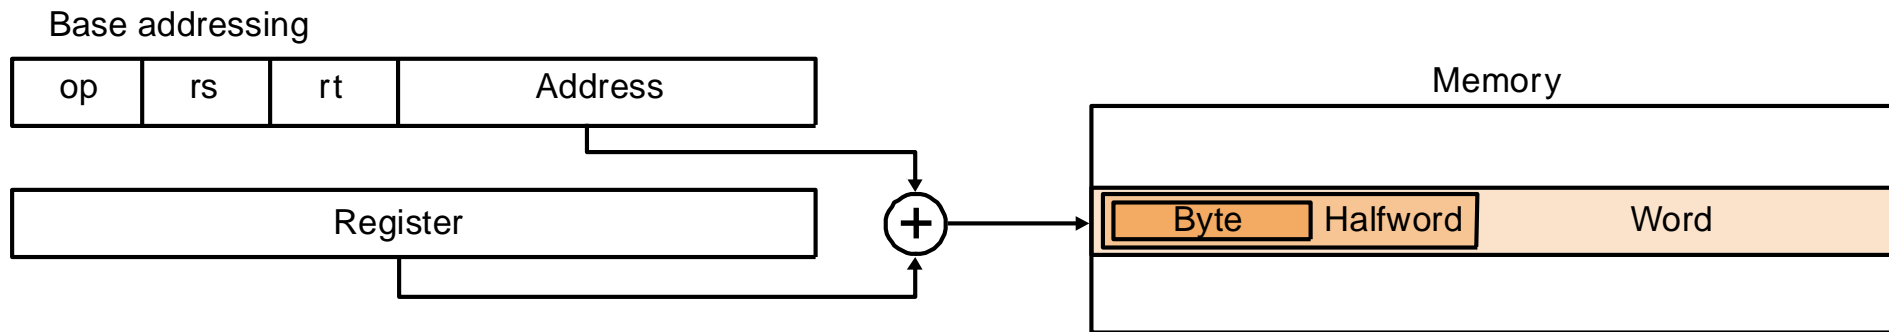 Base addressing
op rs rt Address
Memory
Register
+
Byte Halfword Word